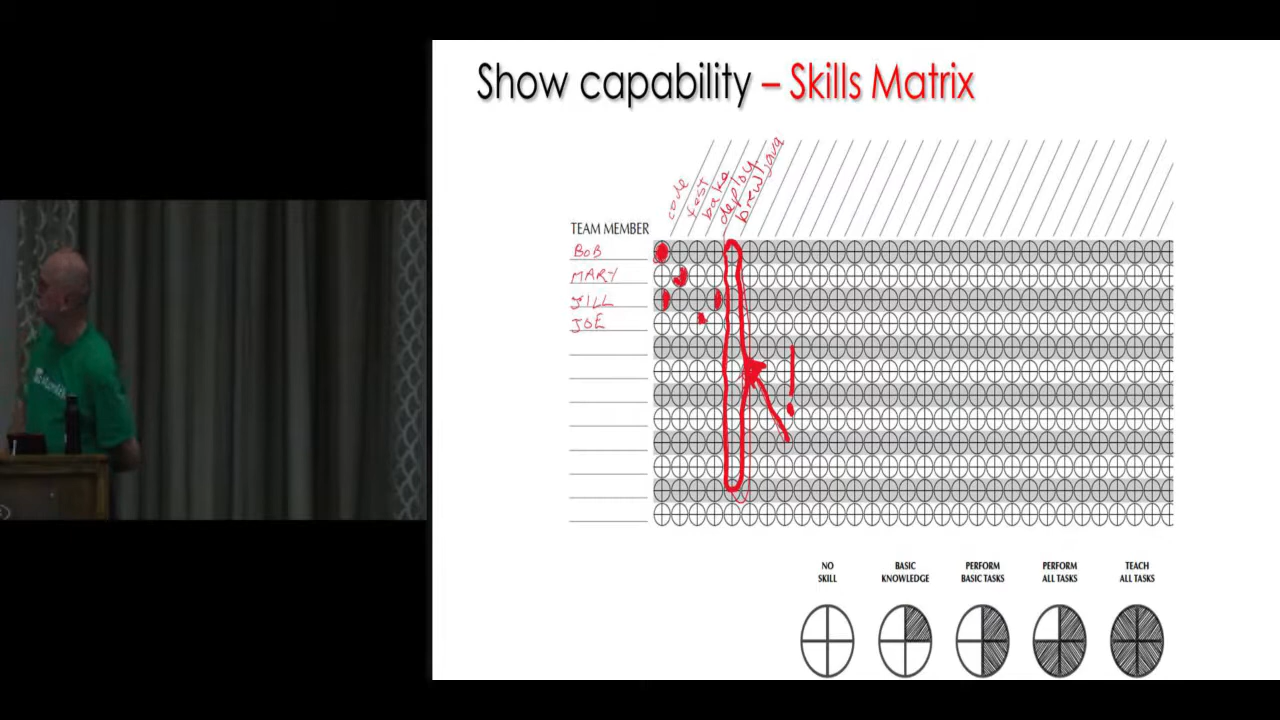 Show capability – Skills Matrix
code
test
bake
deploy
brew java
TEAM MEMBER
BOB
MARY
JILL
JOE
!
NO SKILL
BASIC KNOWLEDGE
PERFORM BASIC TASKS
PERFORM ALL TASKS
TEACH ALL TASKS